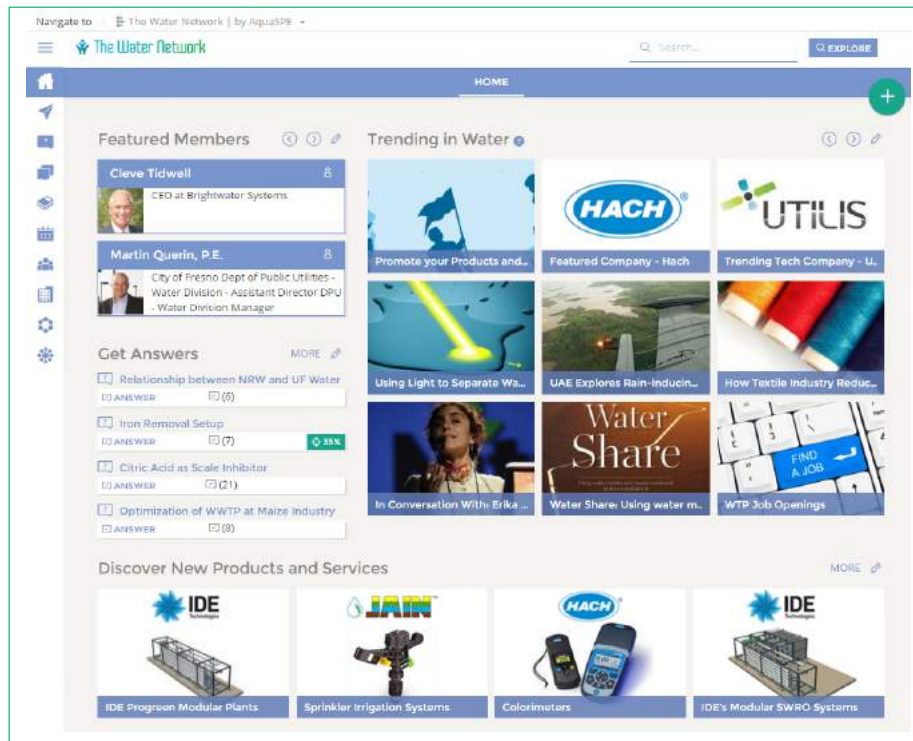 Navigate to The Water Network | by AquaSPE
The Water Network
Search...
EXPLORE
HOME
Featured Members
Cleve Tidwell
CEO at Brightwater Systems
Martin Querin, P.E.
City of Fresno Dept of Public Utilities -
Water Division - Assistant Director DPU
- Water Division Manager
Trending in Water
Promote your Products and...
HACH
Featured Company - Hach
UTILIS
Trending Tech Company - U...
Using Light to Separate Wa...
UAE Explores Rain-Inducin...
How Textile Industry Reduc...
In Conversation With: Erika ...
Water
Share
Water Share: Using water m...
FIND
A JOB
WTP Job Openings
Get Answers
MORE
Relationship between NRW and UF Water
ANSWER (6)
Iron Removal Setup
ANSWER (7) 35%
Citric Acid as Scale Inhibitor
ANSWER (21)
Optimization of WWTP at Maize Industry
ANSWER (8)
Discover New Products and Services
MORE
IDE
Technologies
IDE Progreen Modular Plants
JAIN
Sprinkler Irrigation Systems
HACH
Colorimeters
IDE
Technologies
IDE's Modular SWRO Systems